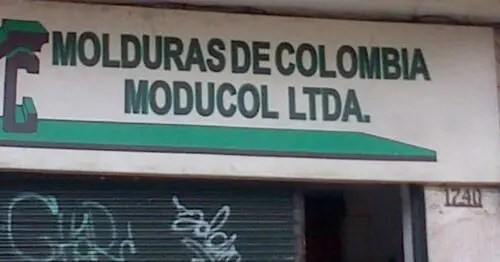 MOLDURAS DE COLOMBIA
MODUCOL LTDA.
1240